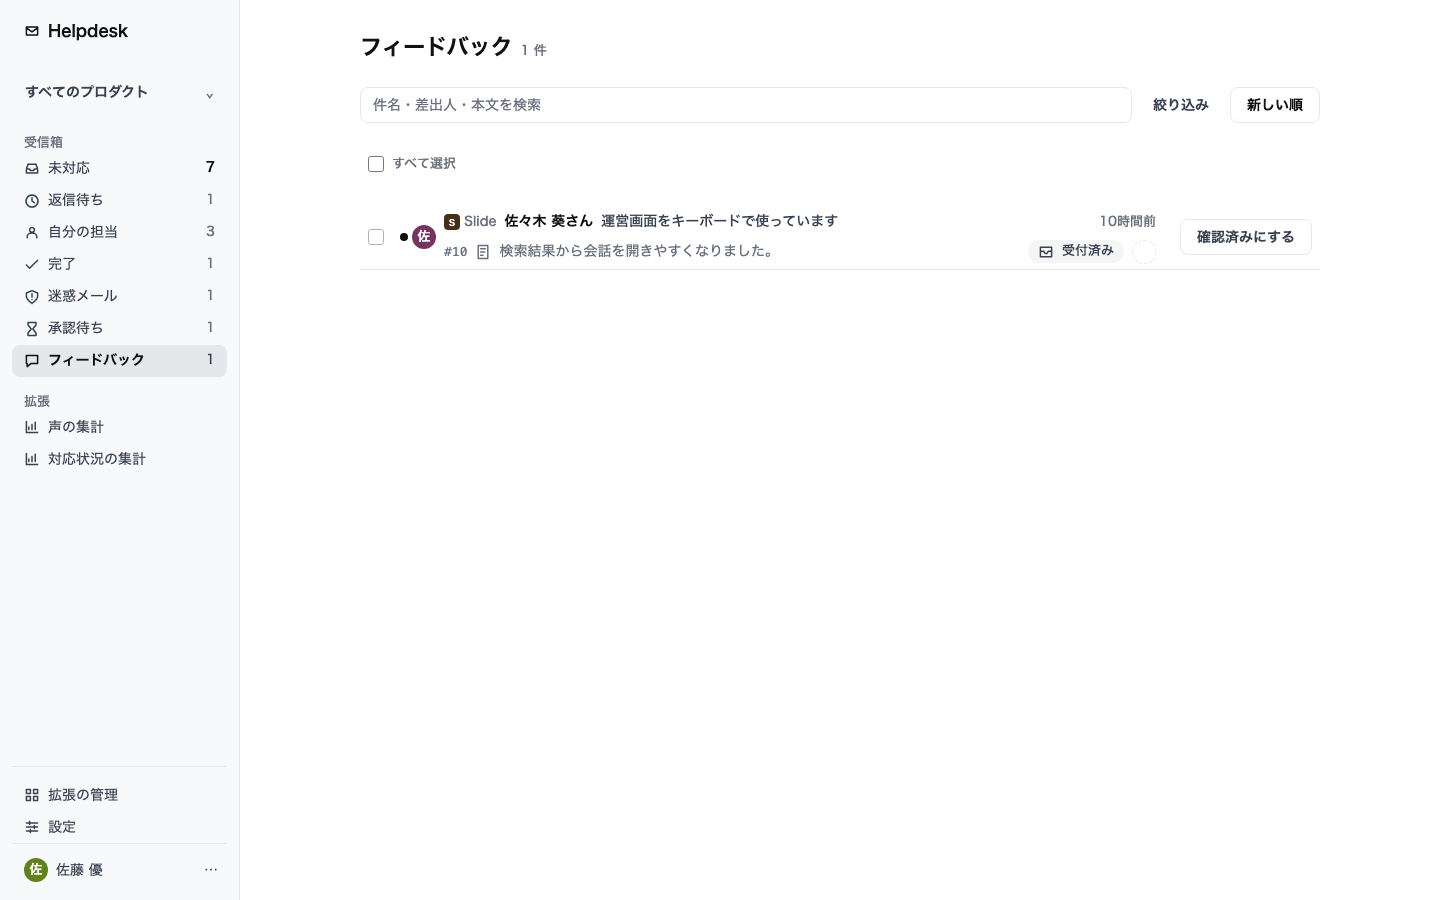 Helpdesk
すべてのプロダクト
受信箱
未対応 7
返信待ち 1
自分の担当 3
完了 1
迷惑メール 1
承認待ち 1
フィードバック 1
拡張
声の集計
対応状況の集計
拡張の管理
設定
佐 佐藤 優 …
フィードバック 1 件
件名・差出人・本文を検索 絞り込み 新しい順
すべて選択
佐 S Slide 佐々木 葵さん 運営画面をキーボードで使っています 10時間前
#10 検索結果から会話を開きやすくなりました。 受付済み
確認済みにする